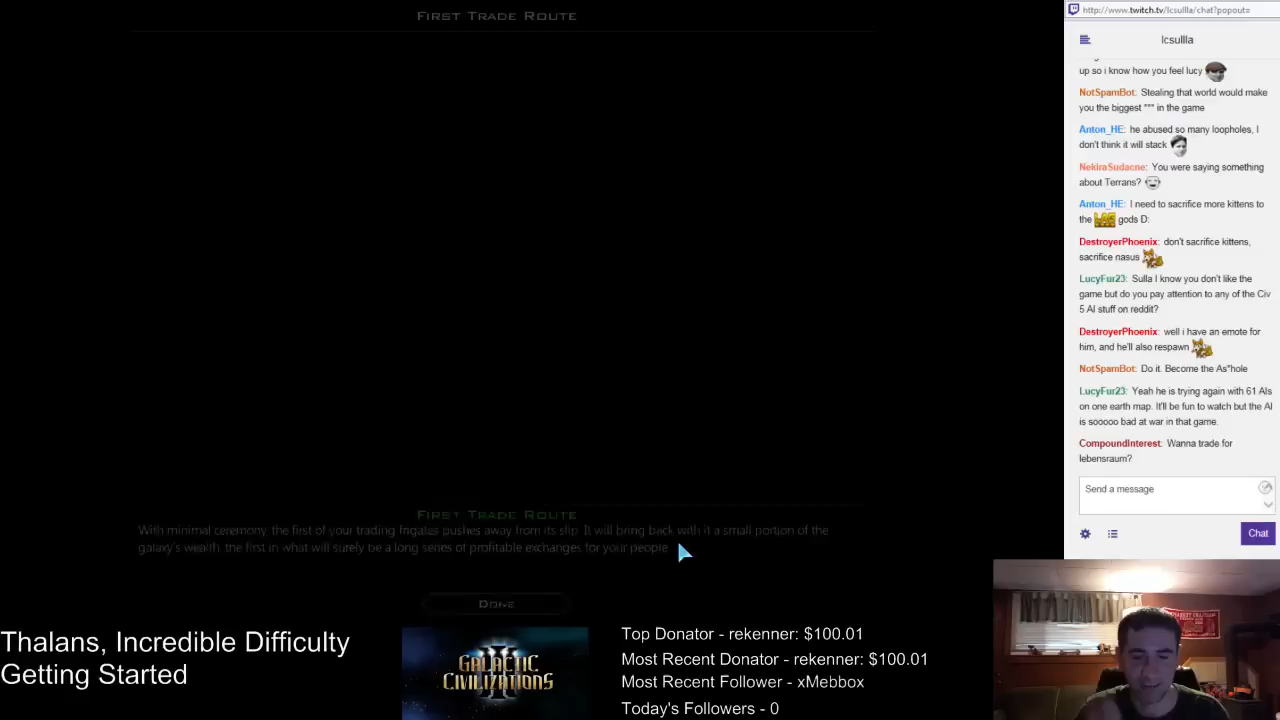 First Trade Route
First Trade Route
With minimal ceremony, the first of your trading frigates pushes away from its slip. It will bring back with it a small portion of the
galaxy's wealth, the first in what will surely be a long series of profitable exchanges for your people
Done
Thalans, Incredible Difficulty
Getting Started
GALACTIC
CIVILIZATIONS
III
Top Donator - rekenner: $100.01
Most Recent Donator - rekenner: $100.01
Most Recent Follower - xMebbox
Today's Followers - 0
http://www.twitch.tv/lcsullla/chat?popout=
lcsullla
up so i know how you feel lucy
NotSpamBot: Stealing that world would make
you the biggest *** in the game
Anton_HE: he abused so many loopholes, I
don't think it will stack
NekiraSudacne: You were saying something
about Terrans?
Anton_HE: I need to sacrifice more kittens to
the gods D:
DestroyerPhoenix: don't sacrifice kittens,
sacrifice nasus
LucyFur23: Sulla I know you don't like the
game but do you pay attention to any of the Civ
5 AI stuff on reddit?
DestroyerPhoenix: well i have an emote for
him, and he'll also respawn
NotSpamBot: Do it. Become the As*hole
LucyFur23: Yeah he is trying again with 61 AIs
on one earth map. It'll be fun to watch but the AI
is sooooo bad at war in that game.
CompoundInterest: Wanna trade for
lebensraum?
Send a message
Chat